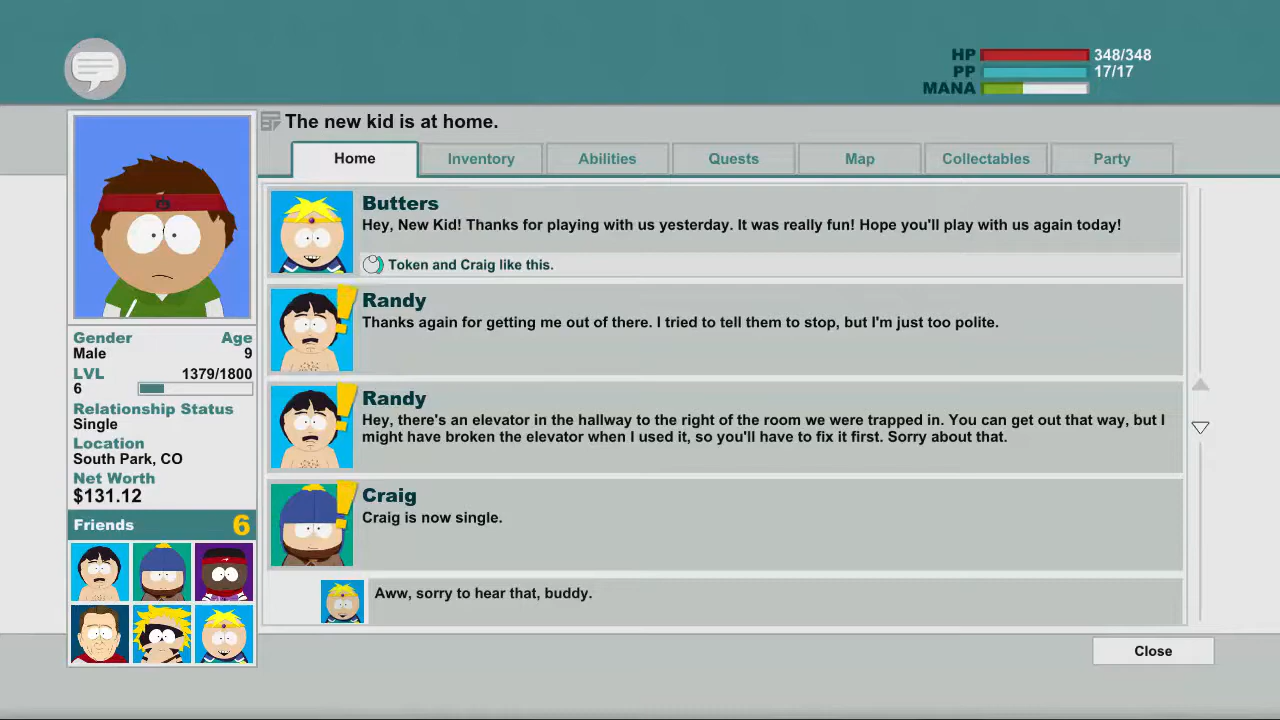 HP 348/348
PP 17/17
MANA
The new kid is at home.
Home Inventory Abilities Quests Map Collectables Party
Gender Age
Male 9
LVL 1379/1800
6
Relationship Status
Single
Location
South Park, CO
Net Worth
$131.12
Friends 6
Butters
Hey, New Kid! Thanks for playing with us yesterday. It was really fun! Hope you'll play with us again today!
Token and Craig like this.
Randy
Thanks again for getting me out of there. I tried to tell them to stop, but I'm just too polite.
Randy
Hey, there's an elevator in the hallway to the right of the room we were trapped in. You can get out that way, but I
might have broken the elevator when I used it, so you'll have to fix it first. Sorry about that.
Craig
Craig is now single.
Aww, sorry to hear that, buddy.
Close